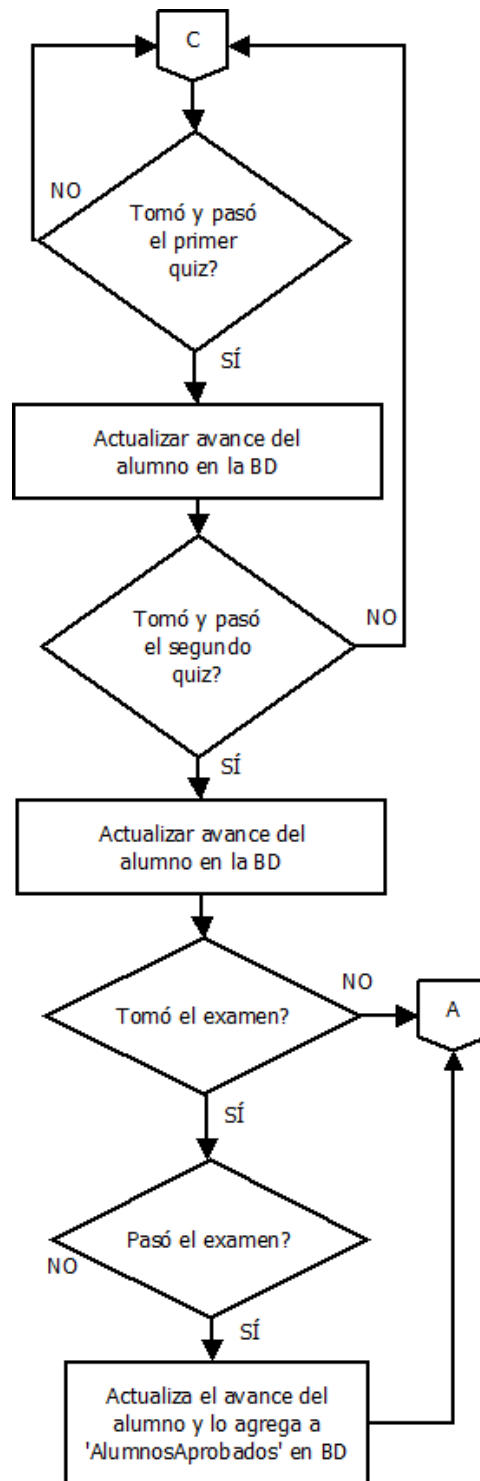 C
NO
Tomó y pasó
el primer
quiz?
SÍ
Actualizar avance del
alumno en la BD
Tomó y pasó
el segundo
quiz?
NO
SÍ
Actualizar avance del
alumno en la BD
NO
A
Tomó el examen?
SÍ
Pasó el examen?
NO
SÍ
Actualiza el avance del
alumno y lo agrega a
'AlumnosAprobados' en BD